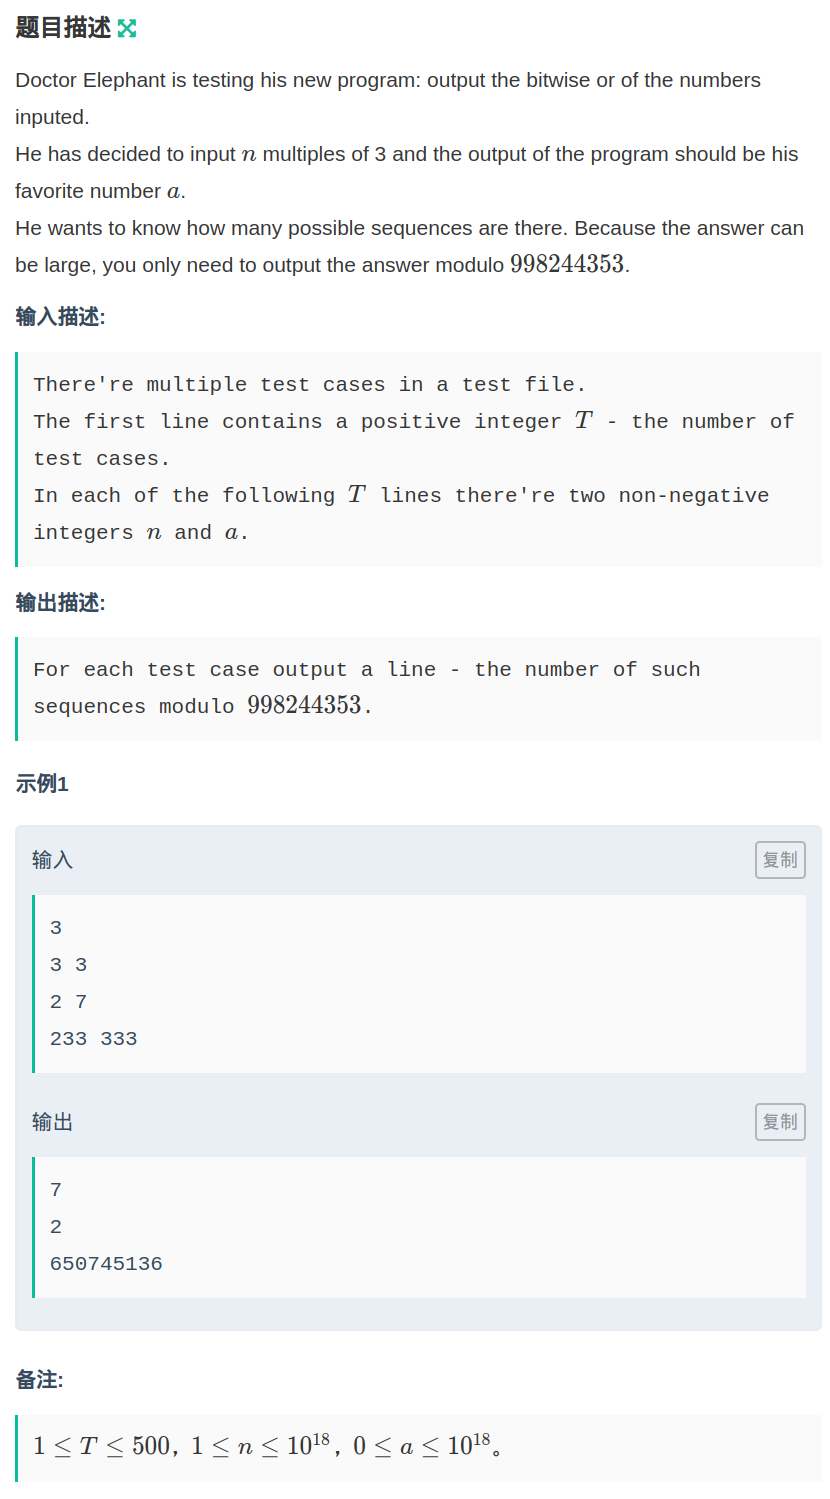 题目描述
Doctor Elephant is testing his new program: output the bitwise or of the numbers
inputed.
He has decided to input n multiples of 3 and the output of the program should be his
favorite number a.
He wants to know how many possible sequences are there. Because the answer can
be large, you only need to output the answer modulo 998244353.
输入描述:
There're multiple test cases in a test file.
The first line contains a positive integer T - the number of
test cases.
In each of the following T lines there're two non-negative
integers n and a.
输出描述:
For each test case output a line - the number of such
sequences modulo 998244353.
示例1
输入
复制
3
3 3
2 7
233 333
输出
复制
7
2
650745136
备注:
1 ≤ T ≤ 500，1 ≤ n ≤ 10^18，0 ≤ a ≤ 10^18。